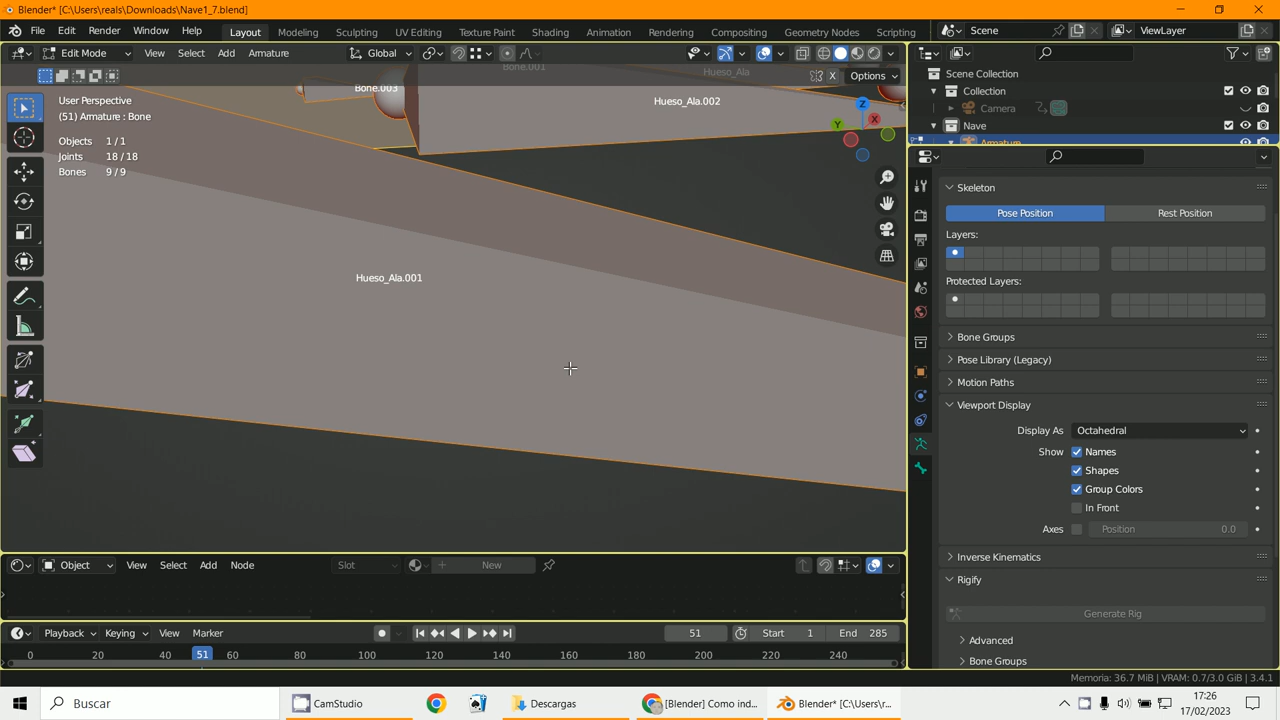 Blender* [C:\Users\reals\Downloads\Nave1_7.blend]
File Edit Render Window Help Layout Modeling Sculpting UV Editing Texture Paint Shading Animation Rendering Compositing Geometry Nodes Scripting Scene ViewLayer
Edit Mode View Select Add Armature Global
X Options
User Perspective
(51) Armature : Bone
Objects 1 / 1
Joints 18 / 18
Bones 9 / 9
Bone.001
Hueso_Ala
Bone.003
Hueso_Ala.002
Z
Y
X
Hueso_Ala.001
Scene Collection
Collection
Camera
Nave
Armature
Skeleton
Pose Position Rest Position
Layers:
Protected Layers:
Bone Groups
Pose Library (Legacy)
Motion Paths
Viewport Display
Display As Octahedral
Show Names
Shapes
Group Colors
In Front
Axes Position 0.0
Inverse Kinematics
Rigify
Generate Rig
Advanced
Bone Groups
Object View Select Add Node Slot New
Playback Keying View Marker 51 Start 1 End 285
0 20 40 51 60 80 100 120 140 160 180 200 220 240
Memoria: 36.7 MiB | VRAM: 0.7/3.0 GiB | 3.4.1
Buscar CamStudio Descargas [Blender] Como ind... Blender* [C:\Users\r...
17:26
17/02/2023